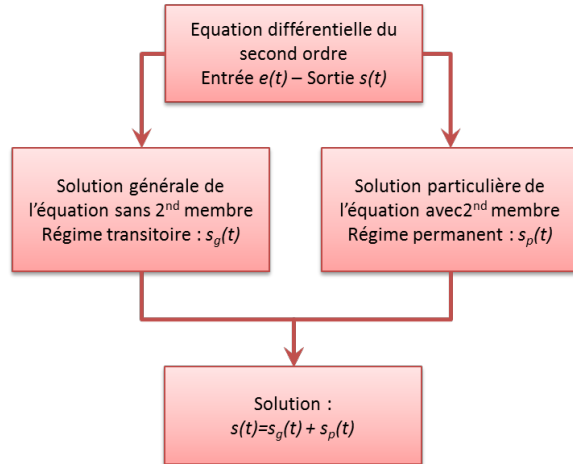 Equation différentielle du
second ordre
Entrée e(t) – Sortie s(t)
Solution générale de
l'équation sans 2nd membre
Régime transitoire : sg(t)
Solution particulière de
l'équation avec2nd membre
Régime permanent : sp(t)
Solution :
s(t)=sg(t) + sp(t)